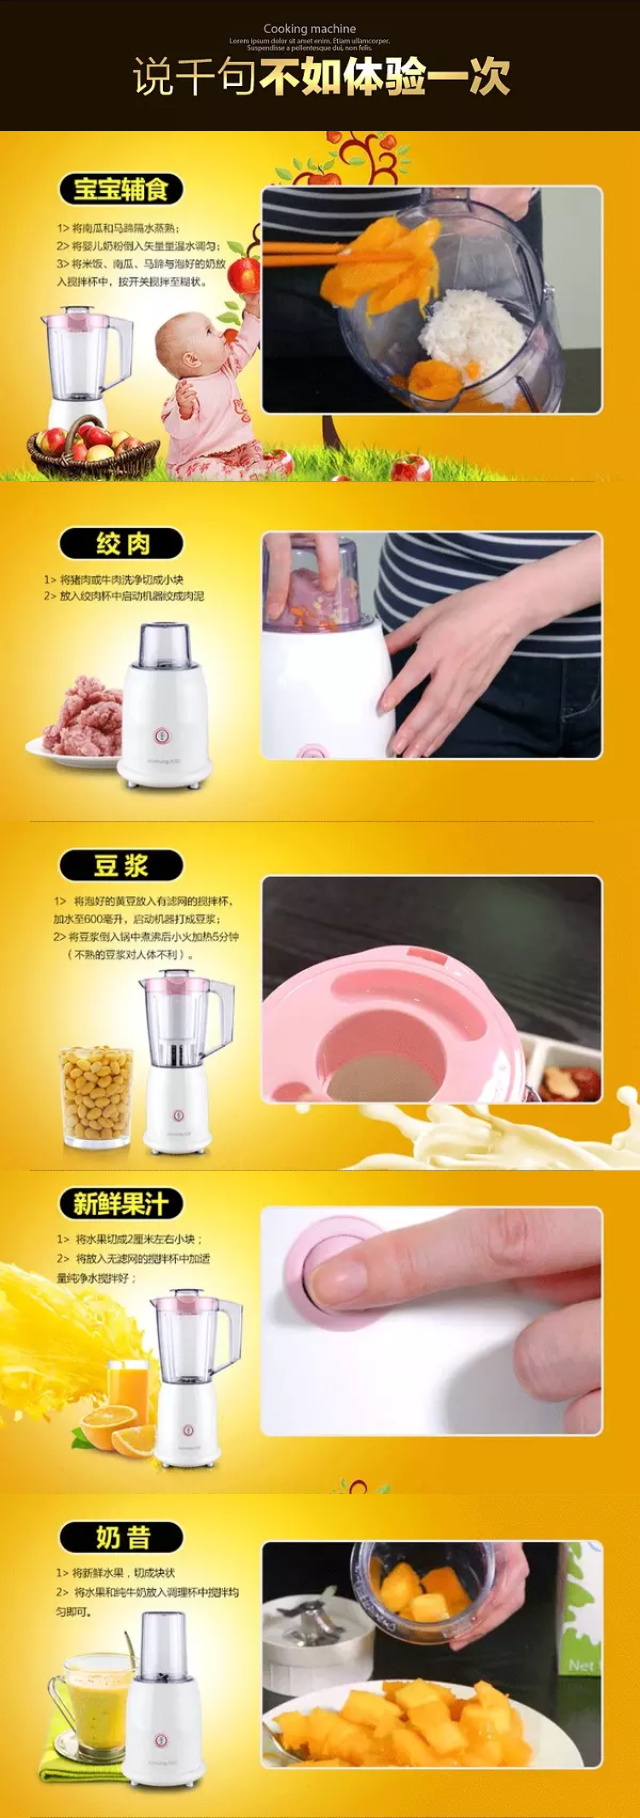 Cooking machine
Lorem ipsum dolor sit amet enim. Etiam ullamcorper.
Suspendisse a pellentesque dui, non felis.
说千句不如体验一次
宝宝辅食
1> 将南瓜和马蹄隔水蒸熟；
2> 将婴儿奶粉倒入矢量量温水调匀；
3> 将米饭、南瓜、马蹄与泡好的奶放
入搅拌杯中，按开关搅拌至糊状。
绞肉
1> 将猪肉或牛肉洗净切成小块
2> 放入绞肉杯中启动机器绞成肉泥
豆浆
1> 将泡好的黄豆放入有滤网的搅拌杯，
加水至600毫升，启动机器打成豆浆；
2> 将豆浆倒入锅中煮沸后小火加热5分钟
（不熟的豆浆对人体不利）。
新鲜果汁
1> 将水果切成2厘米左右小块；
2> 将放入无滤网的搅拌杯中加适
量纯净水搅拌好；
奶昔
1> 将新鲜水果，切成块状
2> 将水果和纯牛奶放入调理杯中搅拌均
匀即可。
Net